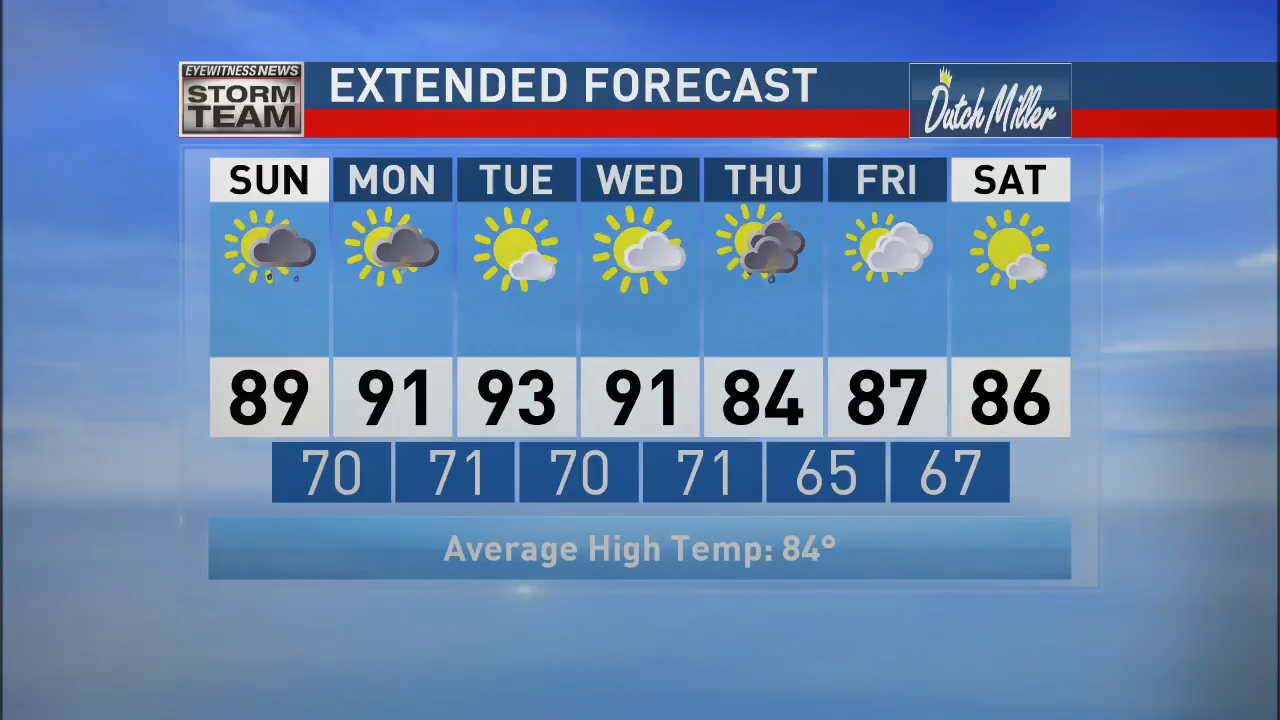 EYEWITNESS NEWS
STORM
TEAM
EXTENDED FORECAST
Dutch Miller
SUN MON TUE WED THU FRI SAT
89 91 93 91 84 87 86
70 71 70 71 65 67
Average High Temp: 84°